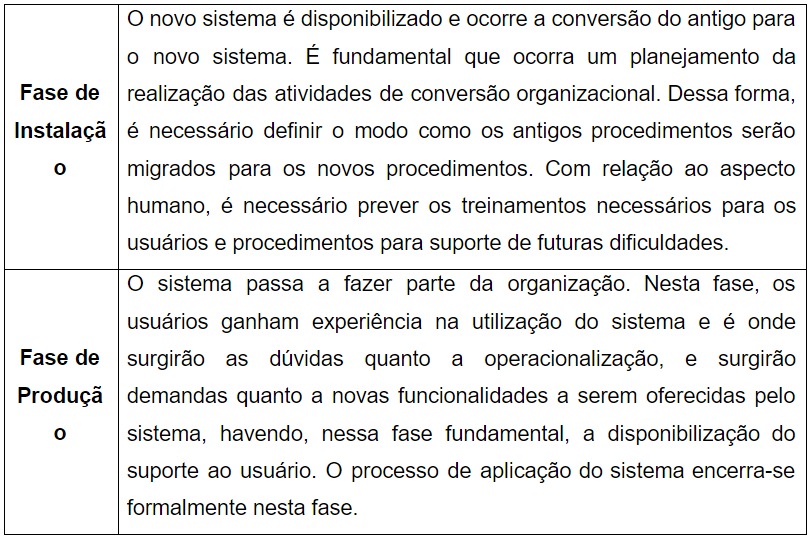 Fase de
Instalaçã
o
O novo sistema é disponibilizado e ocorre a conversão do antigo para
o novo sistema. É fundamental que ocorra um planejamento da
realização das atividades de conversão organizacional. Dessa forma,
é necessário definir o modo como os antigos procedimentos serão
migrados para os novos procedimentos. Com relação ao aspecto
humano, é necessário prever os treinamentos necessários para os
usuários e procedimentos para suporte de futuras dificuldades.
Fase de
Produçã
o
O sistema passa a fazer parte da organização. Nesta fase, os
usuários ganham experiência na utilização do sistema e é onde
surgirão as dúvidas quanto a operacionalização, e surgirão
demandas quanto a novas funcionalidades a serem oferecidas pelo
sistema, havendo, nessa fase fundamental, a disponibilização do
suporte ao usuário. O processo de aplicação do sistema encerra-se
formalmente nesta fase.